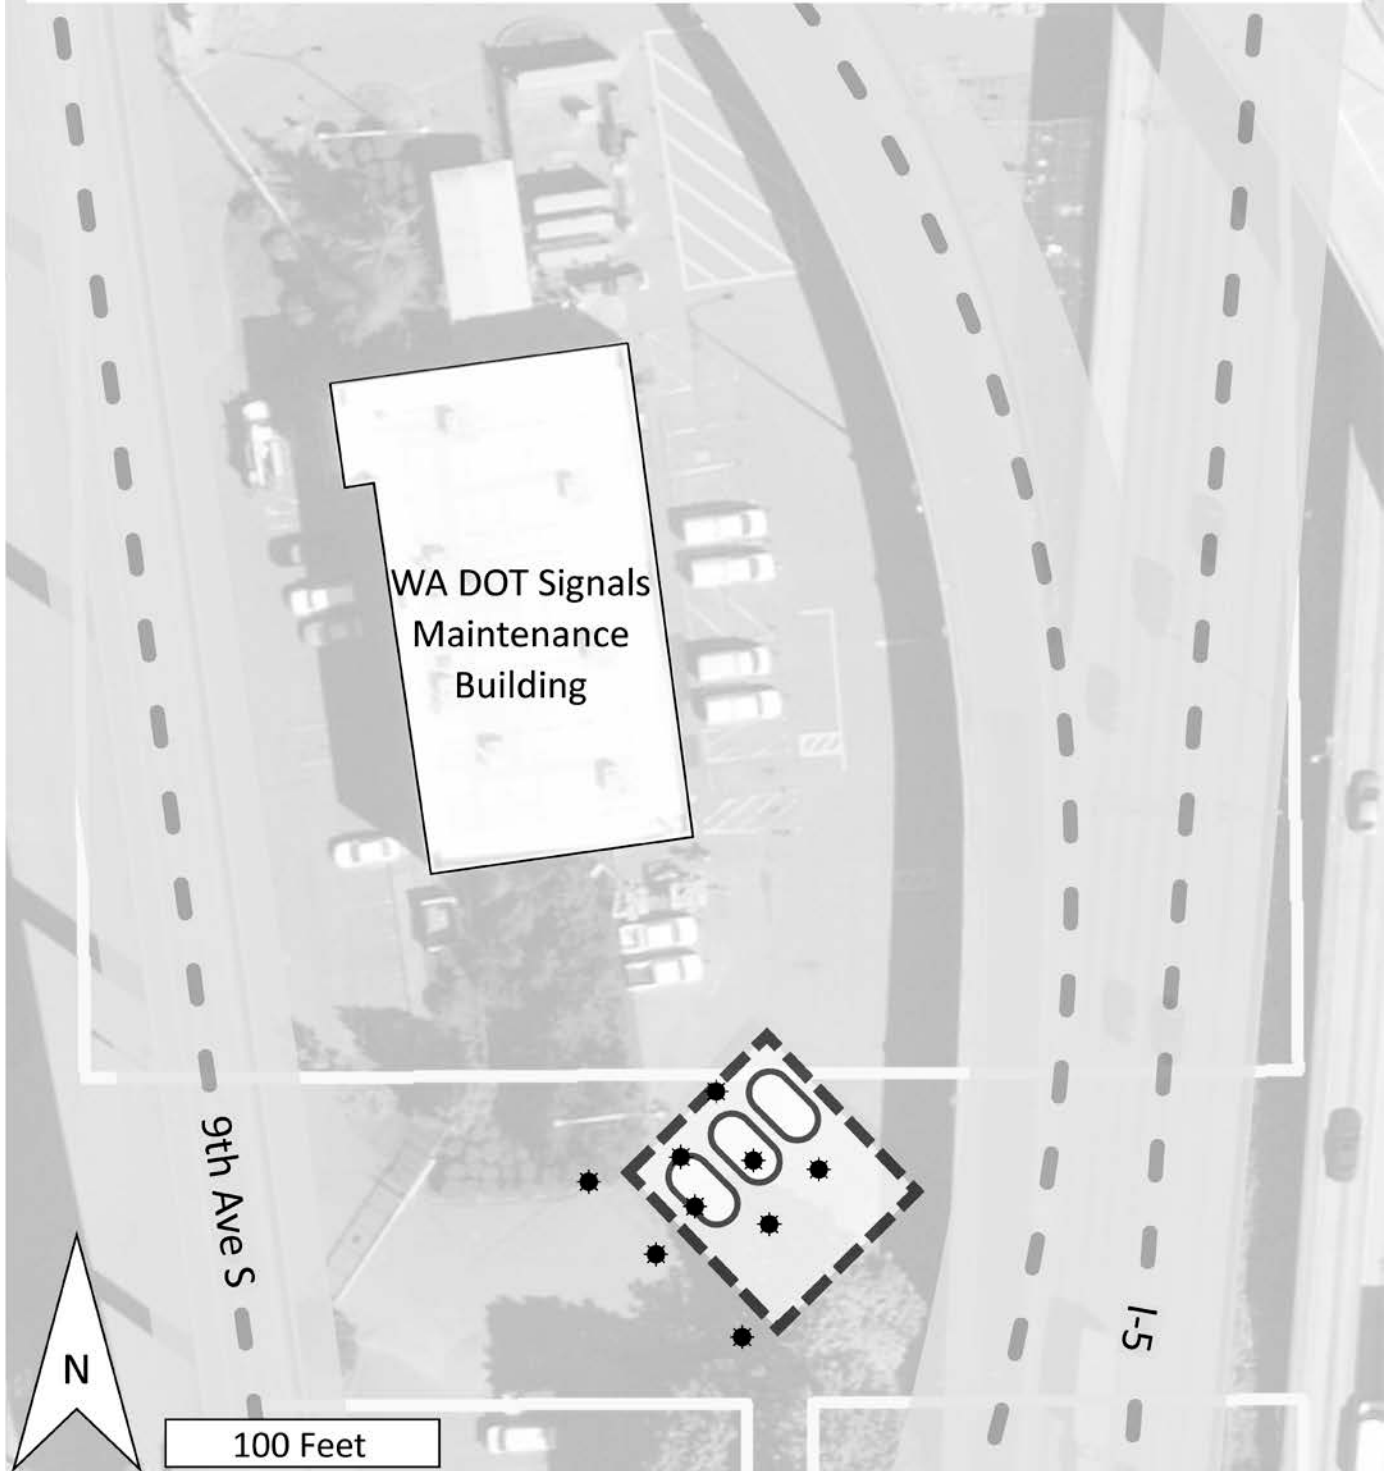 WA DOT Signals
Maintenance
Building
9th Ave S
I-5
N
100 Feet